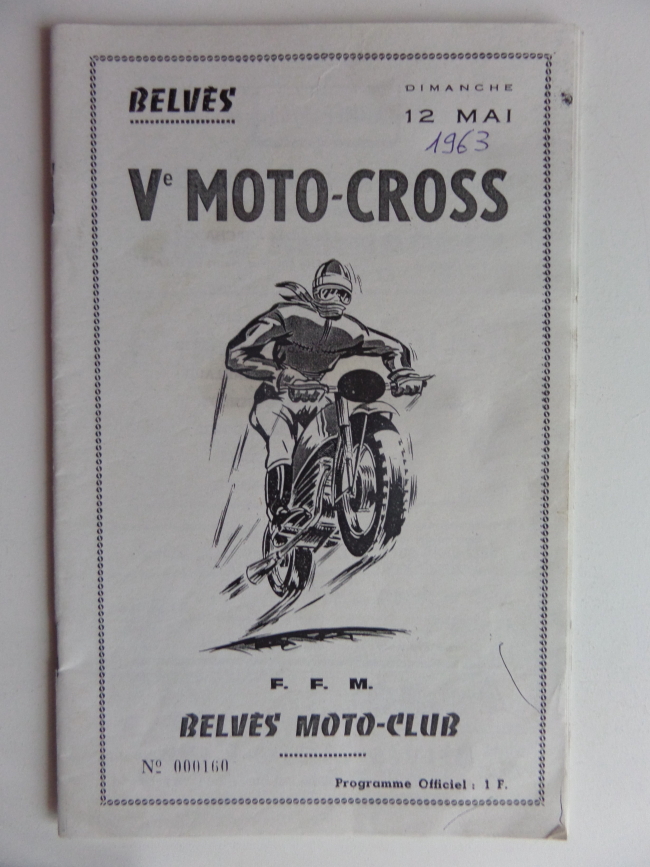 BELVÈS
DIMANCHE
12 MAI
1963
Ve MOTO-CROSS
F. F. M.
BELVÈS MOTO-CLUB
Nº 000160
Programme Officiel : 1 F.